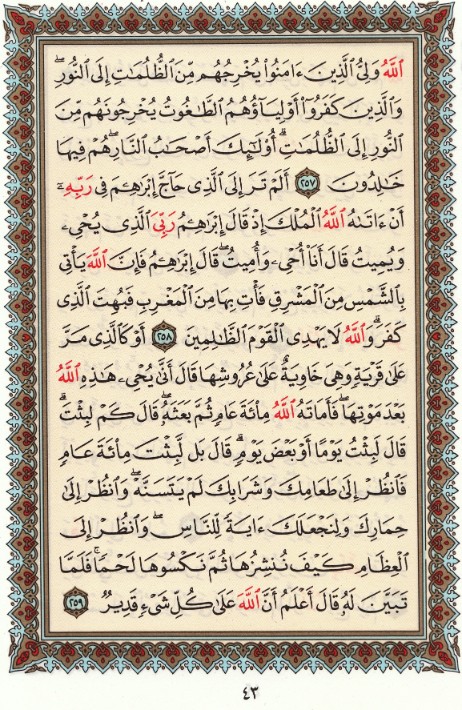 ٱللَّهُ وَلِىُّ ٱلَّذِينَ ءَامَنُوا۟ يُخْرِجُهُم مِّنَ ٱلظُّلُمَٰتِ إِلَى ٱلنُّورِ ۖ
وَٱلَّذِينَ كَفَرُوٓا۟ أَوْلِيَآؤُهُمُ ٱلطَّٰغُوتُ يُخْرِجُونَهُم مِّنَ
ٱلنُّورِ إِلَى ٱلظُّلُمَٰتِ ۗ أُو۟لَٰٓئِكَ أَصْحَٰبُ ٱلنَّارِ ۖ هُمْ فِيهَا
خَٰلِدُونَ ٢٥٧ أَلَمْ تَرَ إِلَى ٱلَّذِى حَآجَّ إِبْرَٰهِـۧمَ فِى رَبِّهِۦٓ
أَنْ ءَاتَىٰهُ ٱللَّهُ ٱلْمُلْكَ إِذْ قَالَ إِبْرَٰهِـۧمُ رَبِّىَ ٱلَّذِى يُحْىِۦ
وَيُمِيتُ قَالَ أَنَا۠ أُحْىِۦ وَأُمِيتُ ۖ قَالَ إِبْرَٰهِـۧمُ فَإِنَّ ٱللَّهَ يَأْتِى
بِٱلشَّمْسِ مِنَ ٱلْمَشْرِقِ فَأْتِ بِهَا مِنَ ٱلْمَغْرِبِ فَبُهِتَ ٱلَّذِى
كَفَرَ ۗ وَٱللَّهُ لَا يَهْدِى ٱلْقَوْمَ ٱلظَّٰلِمِينَ ٢٥٨ أَوْ كَٱلَّذِى مَرَّ
عَلَىٰ قَرْيَةٍ وَهِىَ خَاوِيَةٌ عَلَىٰ عُرُوشِهَا قَالَ أَنَّىٰ يُحْىِۦ هَٰذِهِ ٱللَّهُ
بَعْدَ مَوْتِهَا ۖ فَأَمَاتَهُ ٱللَّهُ مِا۟ئَةَ عَامٍ ثُمَّ بَعَثَهُۥ ۖ قَالَ كَمْ لَبِثْتَ ۖ
قَالَ لَبِثْتُ يَوْمًا أَوْ بَعْضَ يَوْمٍ ۖ قَالَ بَل لَّبِثْتَ مِا۟ئَةَ عَامٍ
فَٱنظُرْ إِلَىٰ طَعَامِكَ وَشَرَابِكَ لَمْ يَتَسَنَّهْ ۖ وَٱنظُرْ إِلَىٰ
حِمَارِكَ وَلِنَجْعَلَكَ ءَايَةً لِّلنَّاسِ ۖ وَٱنظُرْ إِلَى
ٱلْعِظَامِ كَيْفَ نُنشِزُهَا ثُمَّ نَكْسُوهَا لَحْمًا ۚ فَلَمَّا
تَبَيَّنَ لَهُۥ قَالَ أَعْلَمُ أَنَّ ٱللَّهَ عَلَىٰ كُلِّ شَىْءٍ قَدِيرٌ ٢٥٩
٤٣